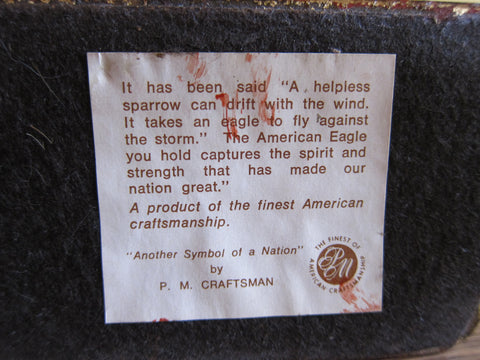 It has been said "A helpless
sparrow can drift with the wind.
It takes an eagle to fly against
the storm." The American Eagle
you hold captures the spirit and
strength that has made our
nation great."
A product of the finest American
craftsmanship.
"Another Symbol of a Nation"
by
P. M. CRAFTSMAN
THE FINEST OF
AMERICAN CRAFTSMANSHIP
PCM